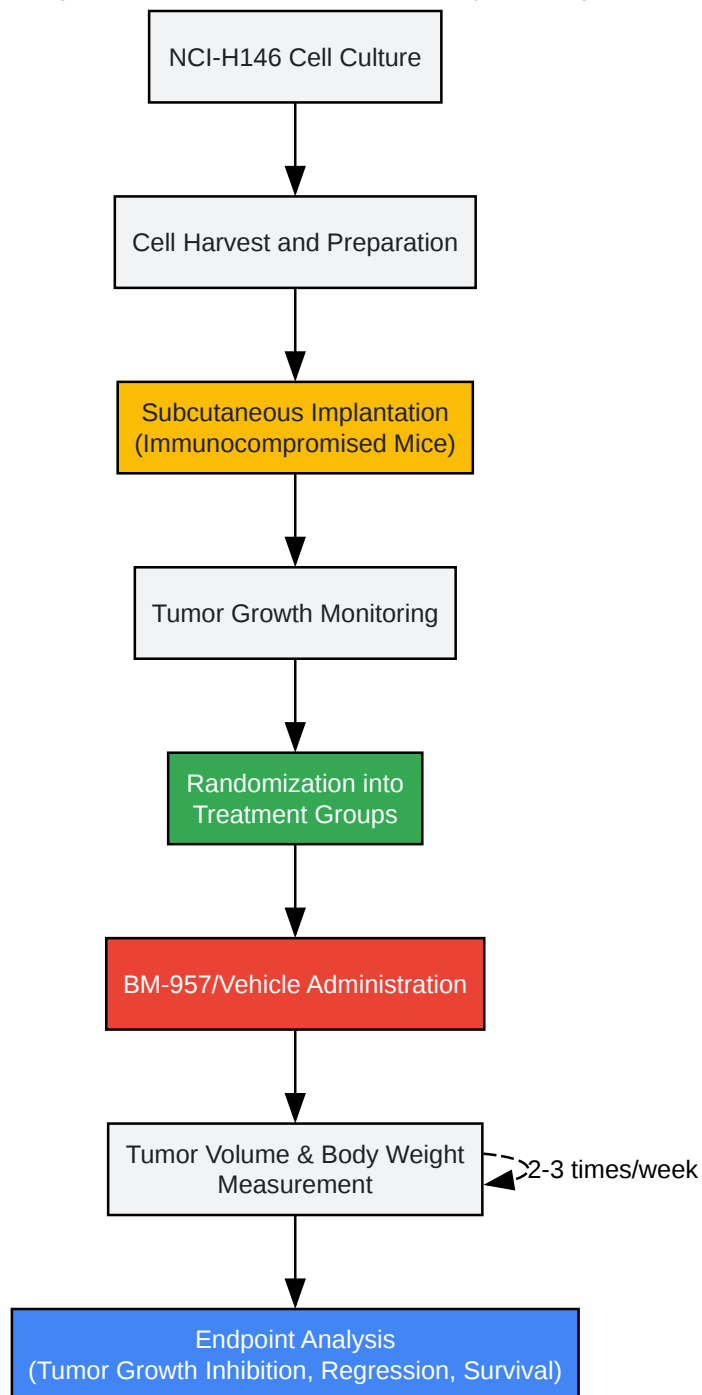 NCI-H146 Cell Culture
Cell Harvest and Preparation
Subcutaneous Implantation
(Immunocompromised Mice)
Tumor Growth Monitoring
Randomization into
Treatment Groups
BM-957/Vehicle Administration
Tumor Volume & Body Weight
Measurement
2-3 times/week
Endpoint Analysis
(Tumor Growth Inhibition, Regression, Survival)